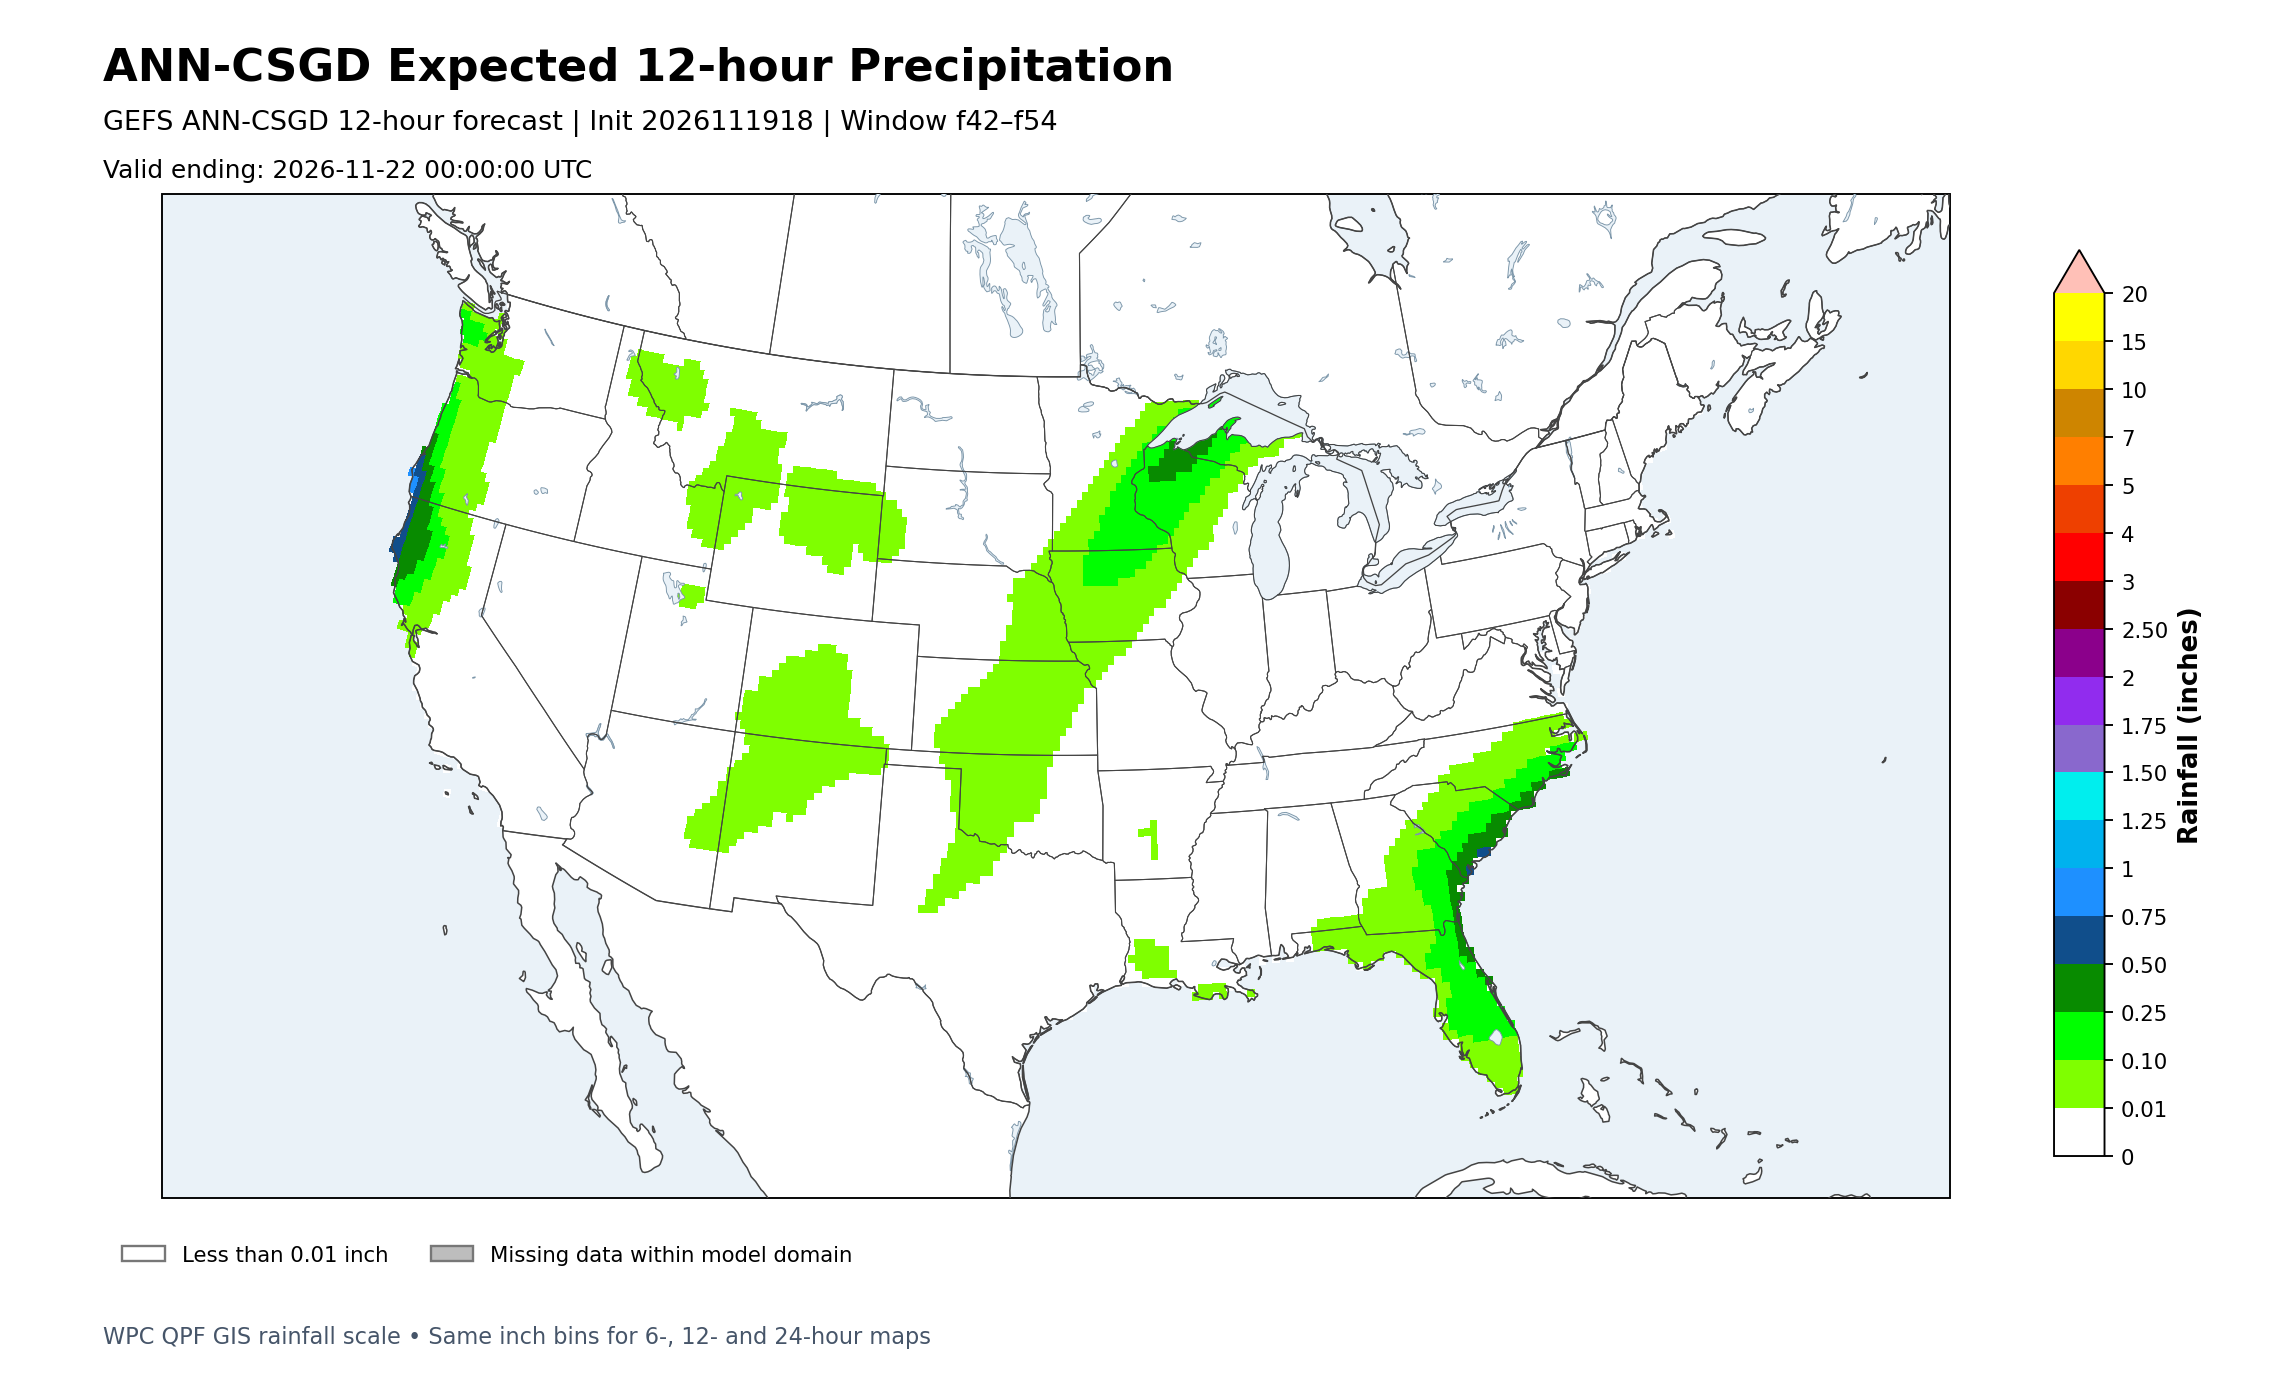 ANN-CSGD Expected 12-hour Precipitation
GEFS ANN-CSGD 12-hour forecast | Init 2026111918 | Window f42–f54
Valid ending: 2026-11-22 00:00:00 UTC
20
15
10
7
5
4
3
2.50
2
1.75
1.50
1.25
1
0.75
0.50
0.25
0.10
0.01
0
Rainfall (inches)
Less than 0.01 inch
Missing data within model domain
WPC QPF GIS rainfall scale • Same inch bins for 6-, 12- and 24-hour maps